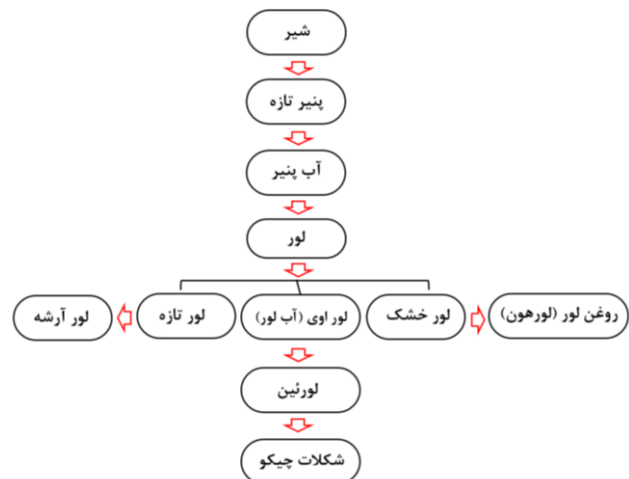 شیر
پنیر تازه
آب پنیر
لور
روغن لور (لورهون)
لور خشک
لور اوی (آب لور)
لور تازه
لور آرشه
لورئین
شکلات چیکو